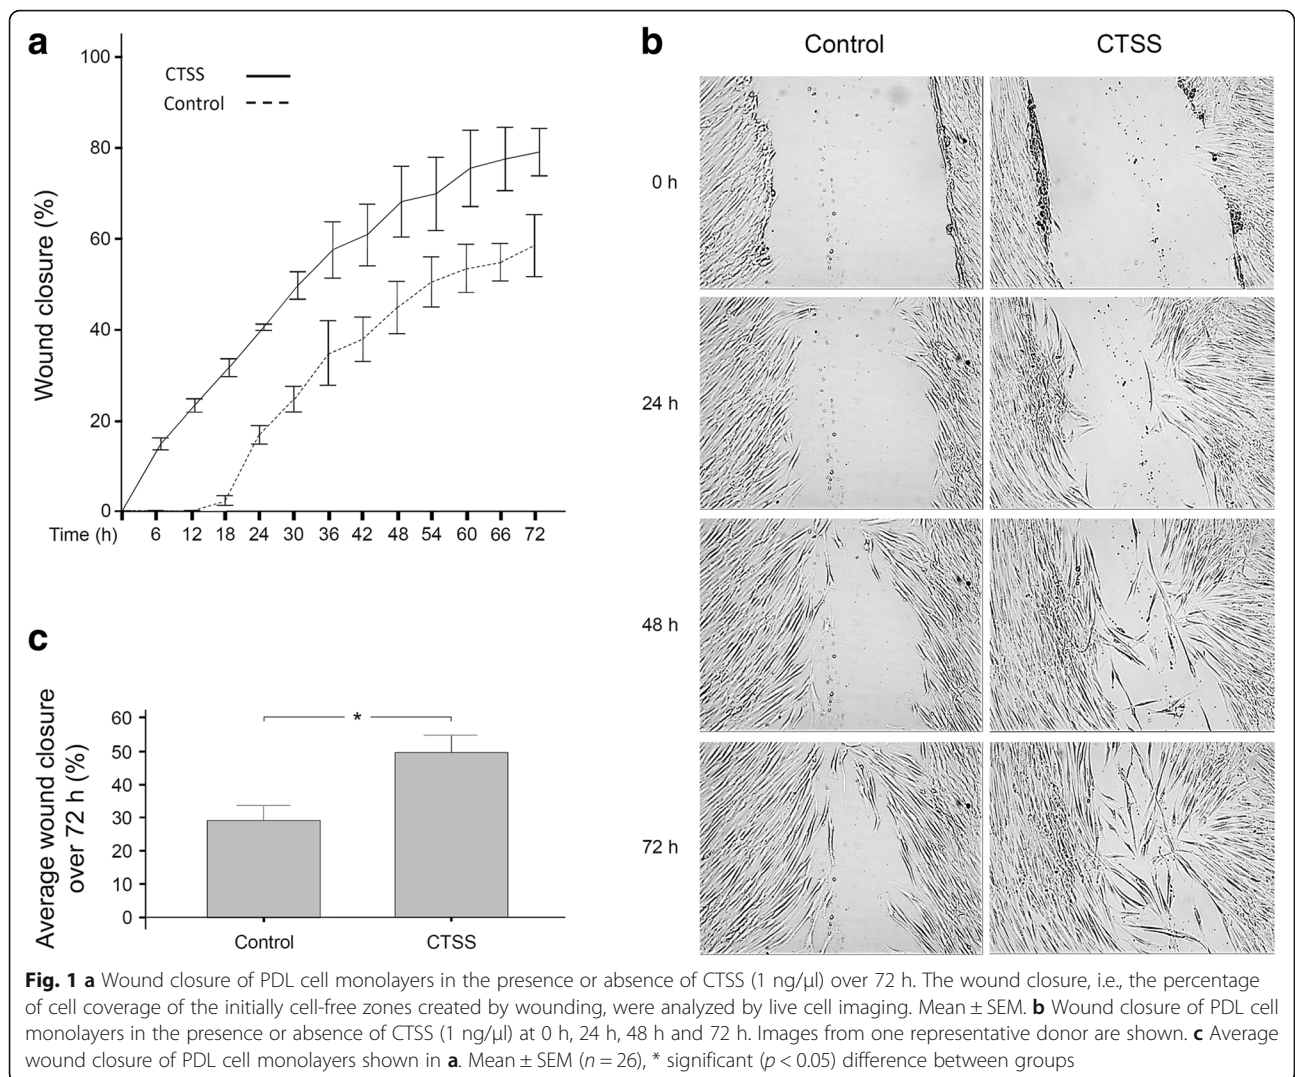 a
100
80
60
40
20
0
Wound closure (%)
CTSS
Control
Time (h) 6 12 18 24 30 36 42 48 54 60 66 72
b
Control CTSS
0 h
24 h
48 h
72 h
c
Average wound closure
over 72 h (%)
60
50
40
30
20
10
0
*
Control CTSS
Fig. 1 a Wound closure of PDL cell monolayers in the presence or absence of CTSS (1 ng/μl) over 72 h. The wound closure, i.e., the percentage
of cell coverage of the initially cell-free zones created by wounding, were analyzed by live cell imaging. Mean ± SEM. b Wound closure of PDL cell
monolayers in the presence or absence of CTSS (1 ng/μl) at 0 h, 24 h, 48 h and 72 h. Images from one representative donor are shown. c Average
wound closure of PDL cell monolayers shown in a. Mean ± SEM (n = 26), * significant (p < 0.05) difference between groups